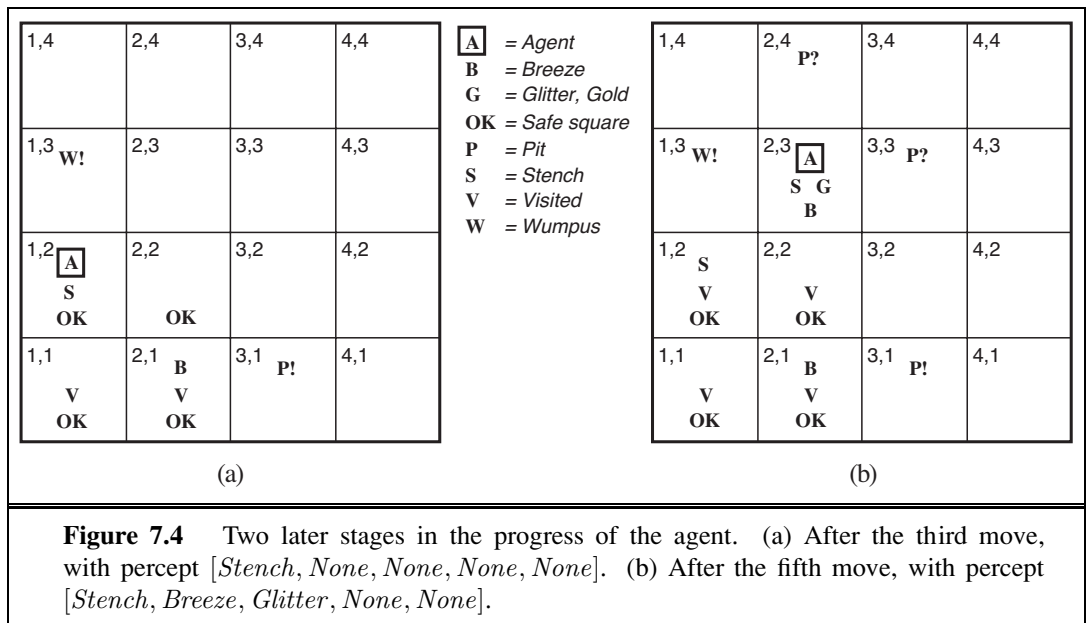 1,4 2,4 3,4 4,4
1,3 W! 2,3 3,3 4,3
1,2 A 2,2 3,2 4,2
S
OK OK
1,1 2,1 B 3,1 P! 4,1
V V
OK OK
(a)
A = Agent
B = Breeze
G = Glitter, Gold
OK = Safe square
P = Pit
S = Stench
V = Visited
W = Wumpus
1,4 2,4 P? 3,4 4,4
1,3 W! 2,3 A 3,3 P? 4,3
S G
B
1,2 S 2,2 3,2 4,2
V V
OK OK
1,1 2,1 B 3,1 P! 4,1
V V
OK OK
(b)
Figure 7.4 Two later stages in the progress of the agent. (a) After the third move,
with percept [Stench, None, None, None, None]. (b) After the fifth move, with percept
[Stench, Breeze, Glitter, None, None].